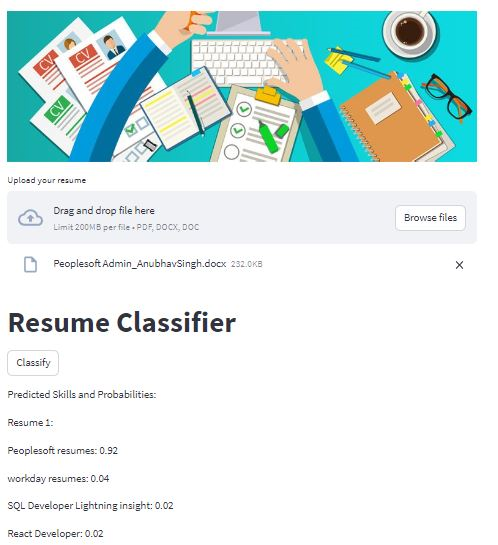 CV
CV
CV
Upload your resume
Drag and drop file here
Limit 200MB per file • PDF, DOCX, DOC
Browse files
Peoplesoft Admin_AnubhavSingh.docx 232.0KB
Resume Classifier
Classify
Predicted Skills and Probabilities:
Resume 1:
Peoplesoft resumes: 0.92
workday resumes: 0.04
SQL Developer Lightning insight: 0.02
React Developer: 0.02